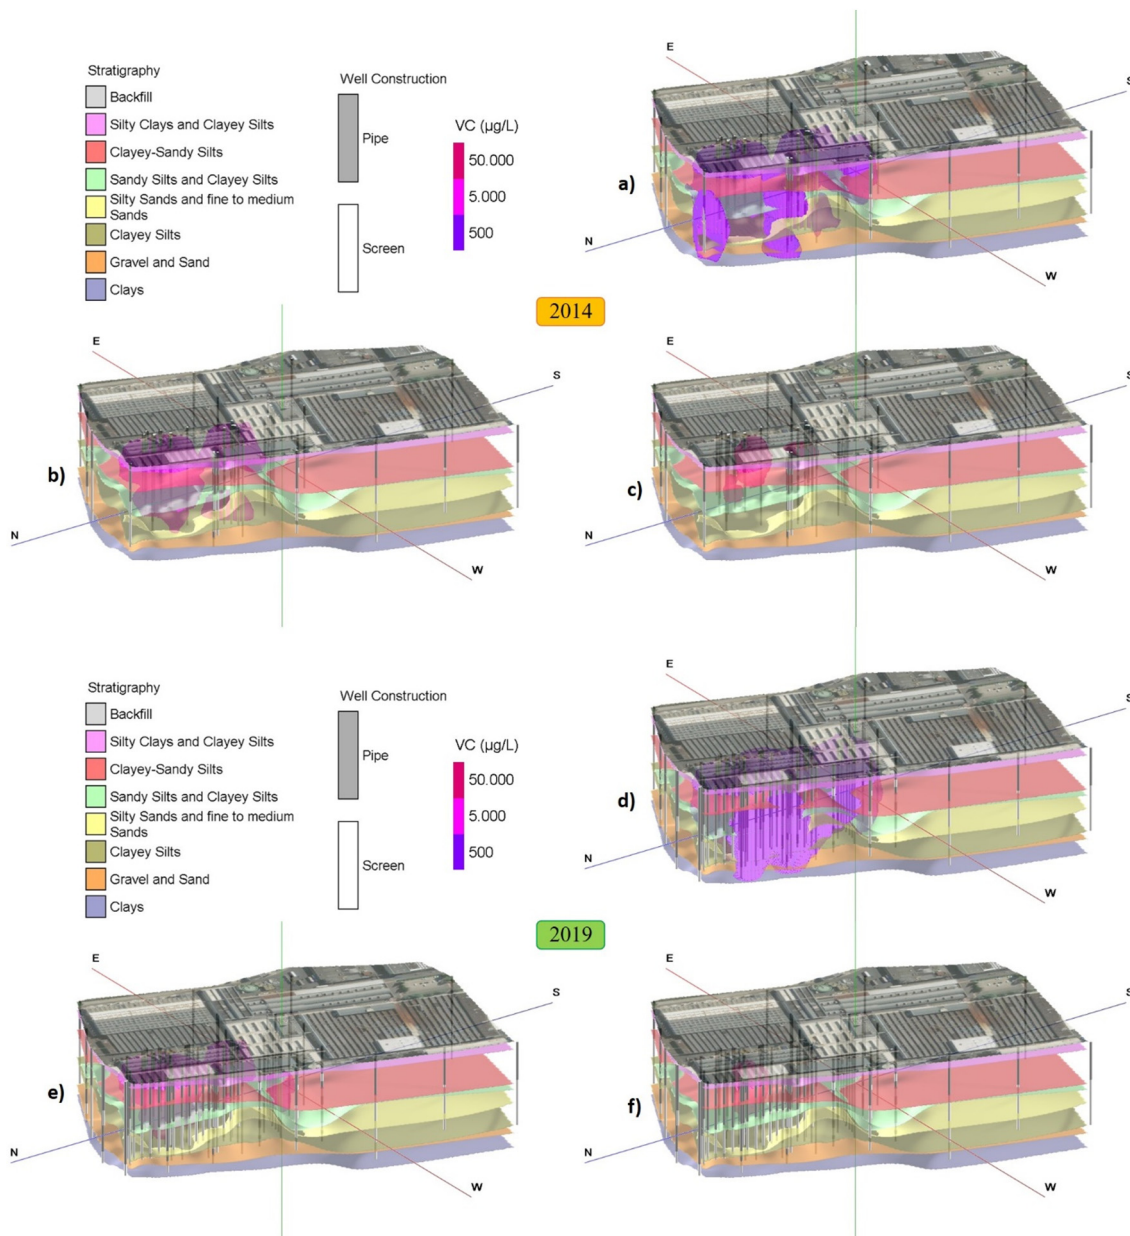 Stratigraphy
Backfill
Silty Clays and Clayey Silts
Clayey-Sandy Silts
Sandy Silts and Clayey Silts
Silty Sands and fine to medium
Sands
Clayey Silts
Gravel and Sand
Clays
Well Construction
Pipe
Screen
VC (µg/L)
50.000
5.000
500
a)
E
S
N
W
2014
b)
E
S
N
W
c)
E
S
N
W
Stratigraphy
Backfill
Silty Clays and Clayey Silts
Clayey-Sandy Silts
Sandy Silts and Clayey Silts
Silty Sands and fine to medium
Sands
Clayey Silts
Gravel and Sand
Clays
Well Construction
Pipe
Screen
VC (µg/L)
50.000
5.000
500
d)
E
S
N
W
2019
e)
E
S
N
W
f)
E
S
N
W